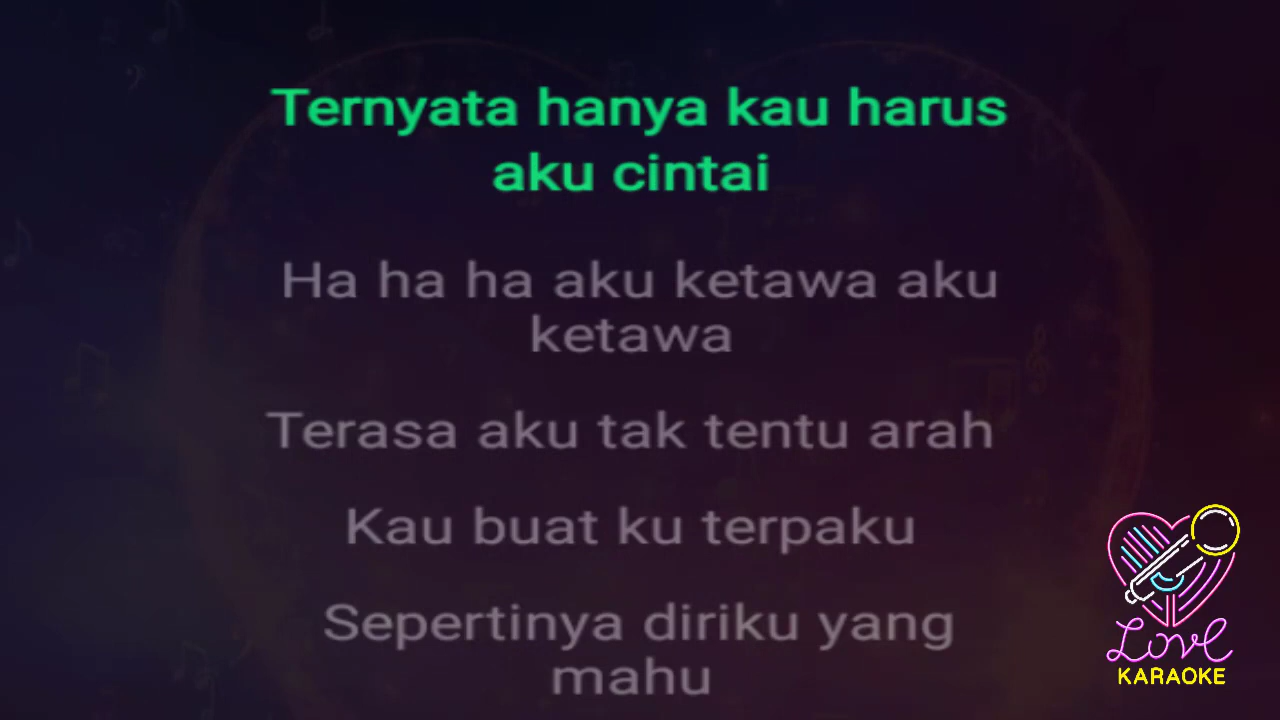 Ternyata hanya kau harus
aku cintai
Ha ha ha aku ketawa aku
ketawa
Terasa aku tak tentu arah
Kau buat ku terpaku
Sepertinya diriku yang
mahu
Love
KARAOKE